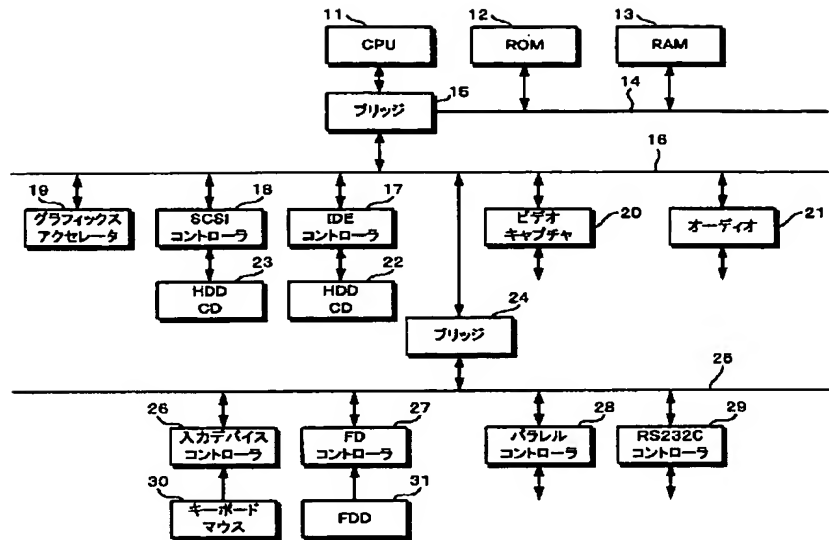 11
12
13
CPU
ROM
RAM
15
14
ブリッジ
16
19
18
17
グラフィックス
アクセレータ
SCSI
コントローラ
IDE
コントローラ
ビデオ
キャプチャ
20
オーディオ
21
23
22
HDD
CD
HDD
CD
24
ブリッジ
25
26
27
28
29
入力デバイス
コントローラ
FD
コントローラ
パラレル
コントローラ
RS232C
コントローラ
30
31
キーボード
マウス
FDD